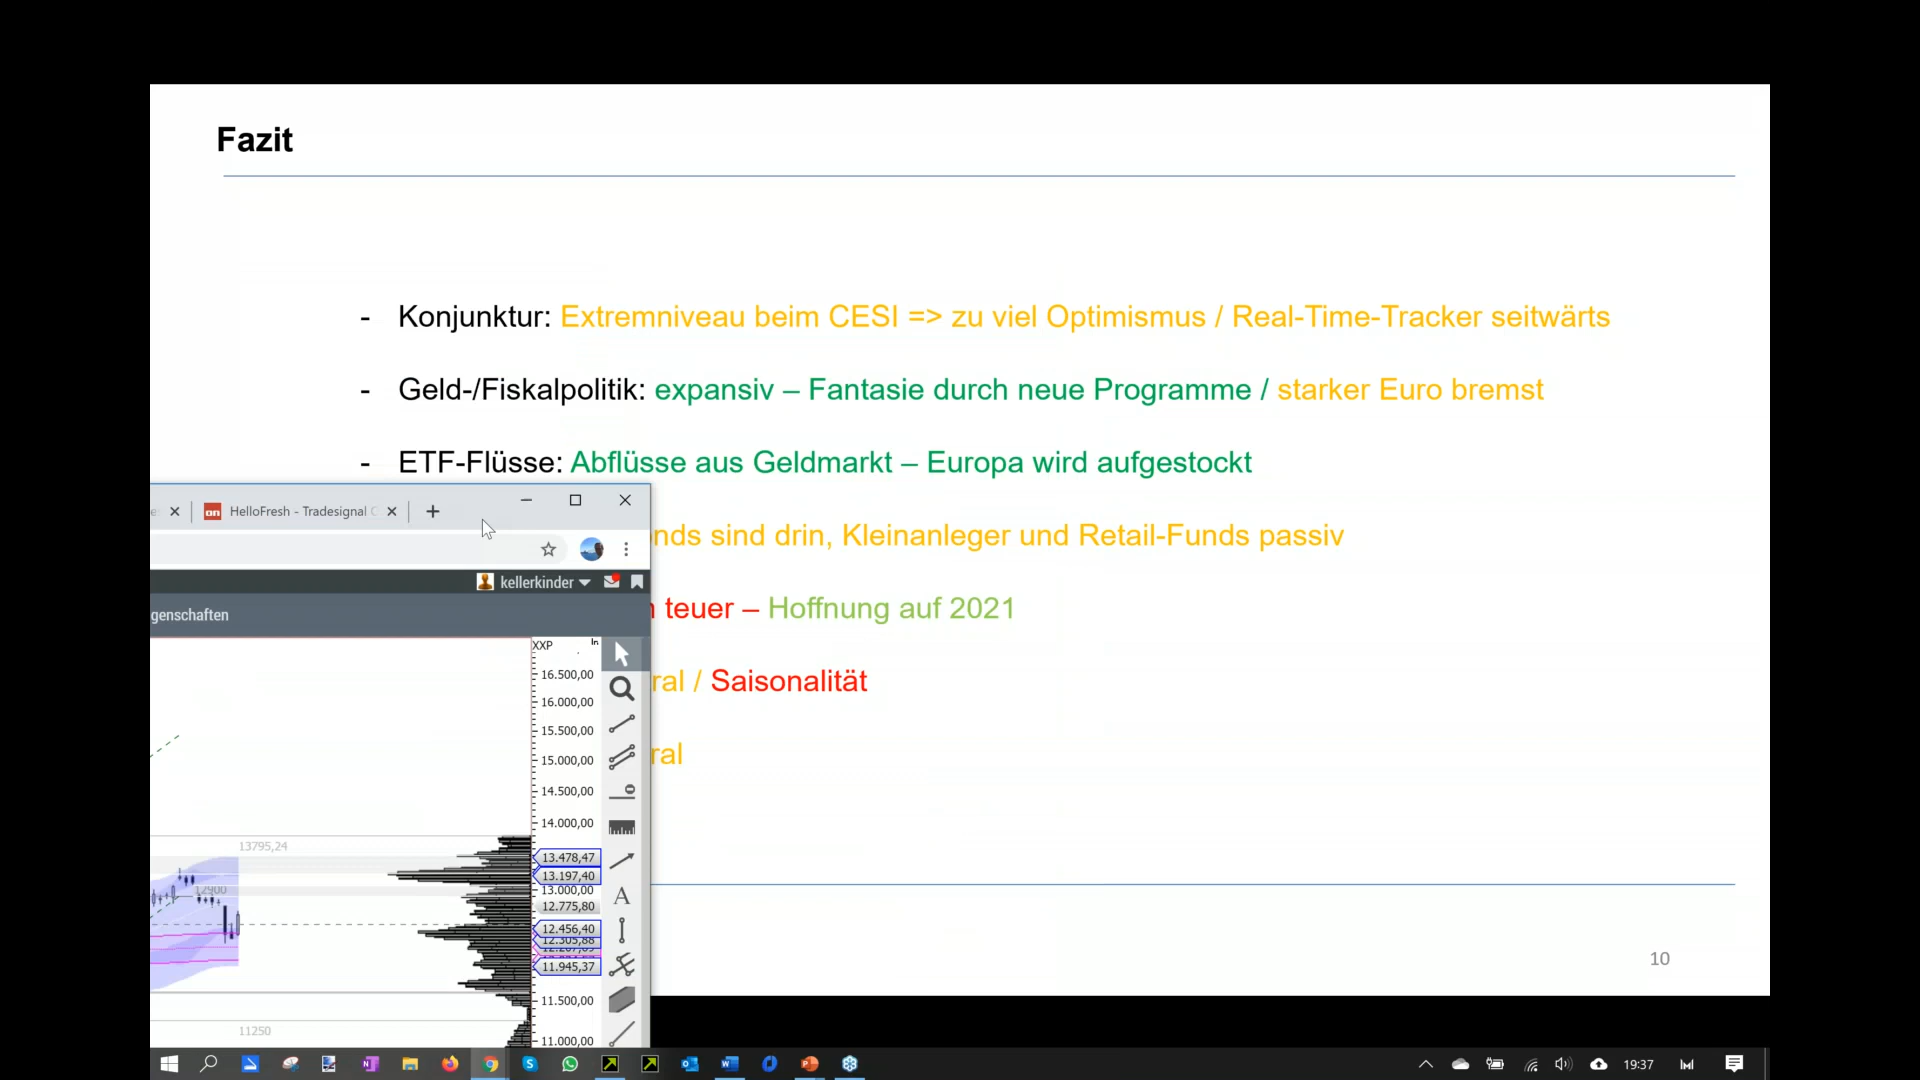 Fazit
- Konjunktur: Extremniveau beim CESI => zu viel Optimismus / Real-Time-Tracker seitwärts
- Geld-/Fiskalpolitik: expansiv – Fantasie durch neue Programme / starker Euro bremst
- ETF-Flüsse: Abflüsse aus Geldmarkt – Europa wird aufgestockt
nds sind drin, Kleinanleger und Retail-Funds passiv
teuer – Hoffnung auf 2021
ral / Saisonalität
ral
10
HelloFresh - Tradesignal
kellerkinder
genschaften
XXP
16.500,00
16.000,00
15.500,00
15.000,00
14.500,00
14.000,00
13795,24
13.478,47
13.197,40
13.000,00
12900
12.775,80
12.456,40
12.305,88
11.945,37
11.500,00
11250
11.000,00
19:37